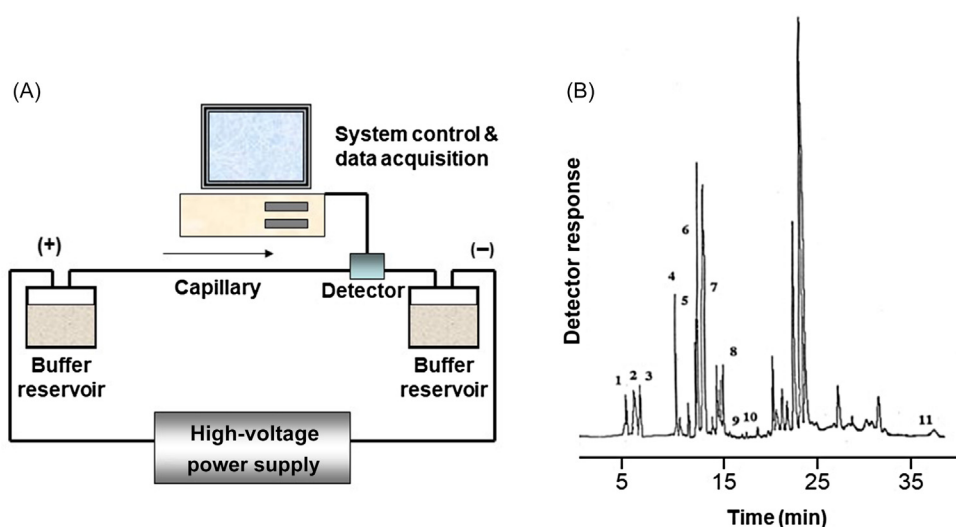 (A)
System control &
data acquisition
(+)
(–)
Capillary
Detector
Buffer
reservoir
Buffer
reservoir
High-voltage
power supply
(B)
Detector response
1
2
3
4
5
6
7
8
9
10
11
5
15
25
35
Time (min)